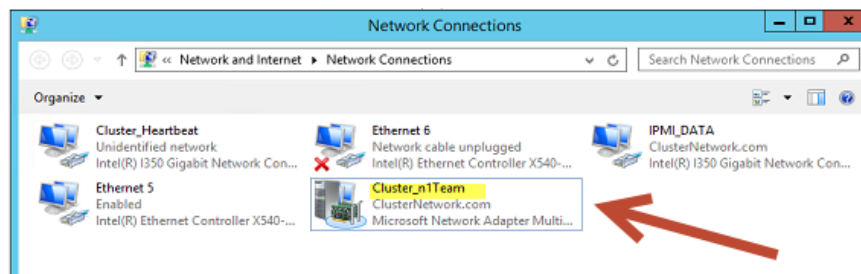 Network Connections
« Network and Internet ▸ Network Connections
Search Network Connections
Organize
Cluster_Heartbeat
Unidentified network
Intel(R) I350 Gigabit Network Con...
Ethernet 6
Network cable unplugged
Intel(R) Ethernet Controller X540-...
IPMI_DATA
ClusterNetwork.com
Intel(R) I350 Gigabit Network Con...
Ethernet 5
Enabled
Intel(R) Ethernet Controller X540-...
Cluster_n1Team
ClusterNetwork.com
Microsoft Network Adapter Multi...